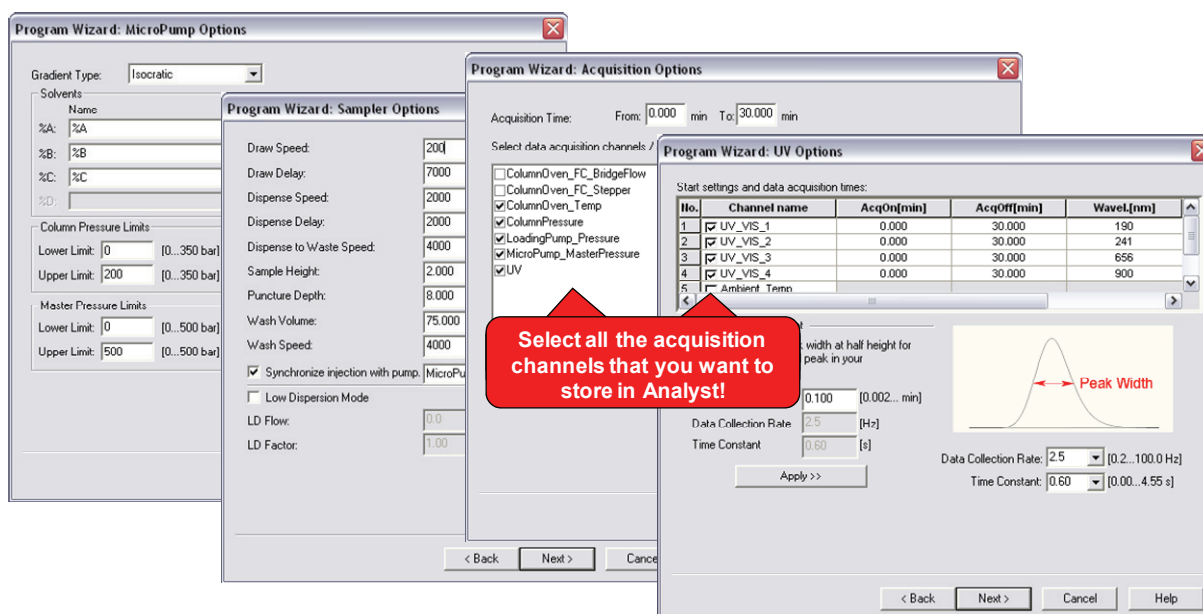 Program Wizard: MicroPump Options
Gradient Type: Isocratic
Solvents
Name
%A: %A
%B: %B
%C: %C
%D:
Column Pressure Limits
Lower Limit: 0 [0...350 bar]
Upper Limit: 200 [0...350 bar]
Master Pressure Limits
Lower Limit: 0 [0...500 bar]
Upper Limit: 500 [0...500 bar]
Program Wizard: Sampler Options
Draw Speed: 200
Draw Delay: 7000
Dispense Speed: 2000
Dispense Delay: 2000
Dispense to Waste Speed: 4000
Sample Height: 2.000
Puncture Depth: 8.000
Wash Volume: 75.000
Wash Speed: 4000
Synchronize injection with pump. MicroPu
Low Dispersion Mode
LD Flow: 0.0
LD Factor: 1.00
< Back Next >
Program Wizard: Acquisition Options
Acquisition Time: From: 0.000 min To: 30.000 min
Select data acquisition channels /
ColumnOven_FC_BridgeFlow
ColumnOven_FC_Stepper
ColumnOven_Temp
ColumnPressure
LoadingPump_Pressure
MicroPump_MasterPressure
UV
Cance
Program Wizard: UV Options
Start settings and data acquisition times:
No. Channel name AcqOn[min] AcqOff[min] Wavel.[nm]
1 UV_VIS_1 0.000 30.000 190
2 UV_VIS_2 0.000 30.000 241
3 UV_VIS_3 0.000 30.000 656
4 UV_VIS_4 0.000 30.000 900
5 Ambient_Temp
Select all the acquisition
channels that you want to
store in Analyst!
width at half height for
peak in your
0.100 [0.002... min]
Data Collection Rate 2.5 [Hz]
Time Constant 0.60 [s]
Apply >>
Peak Width
Data Collection Rate: 2.5 [0.2...100.0 Hz]
Time Constant: 0.60 [0.00...4.55 s]
< Back Next > Cancel Help